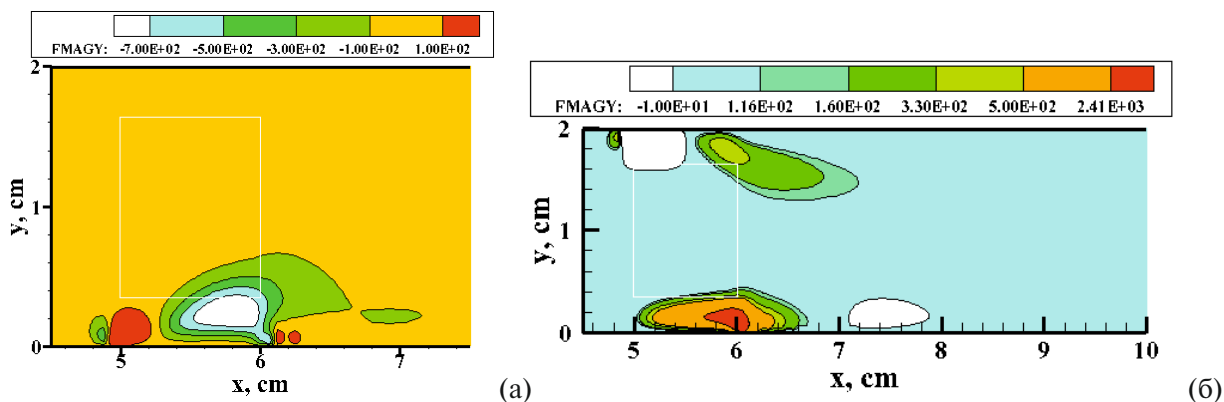 FMAGY: -7.00E+02 -5.00E+02 -3.00E+02 -1.00E+02 1.00E+02
2
1
0
y, cm
5 6 7
x, cm
(а)
FMAGY: -1.00E+01 1.16E+02 1.60E+02 3.30E+02 5.00E+02 2.41E+03
2
1
0
y, cm
5 6 7 8 9 10
x, cm
(б)